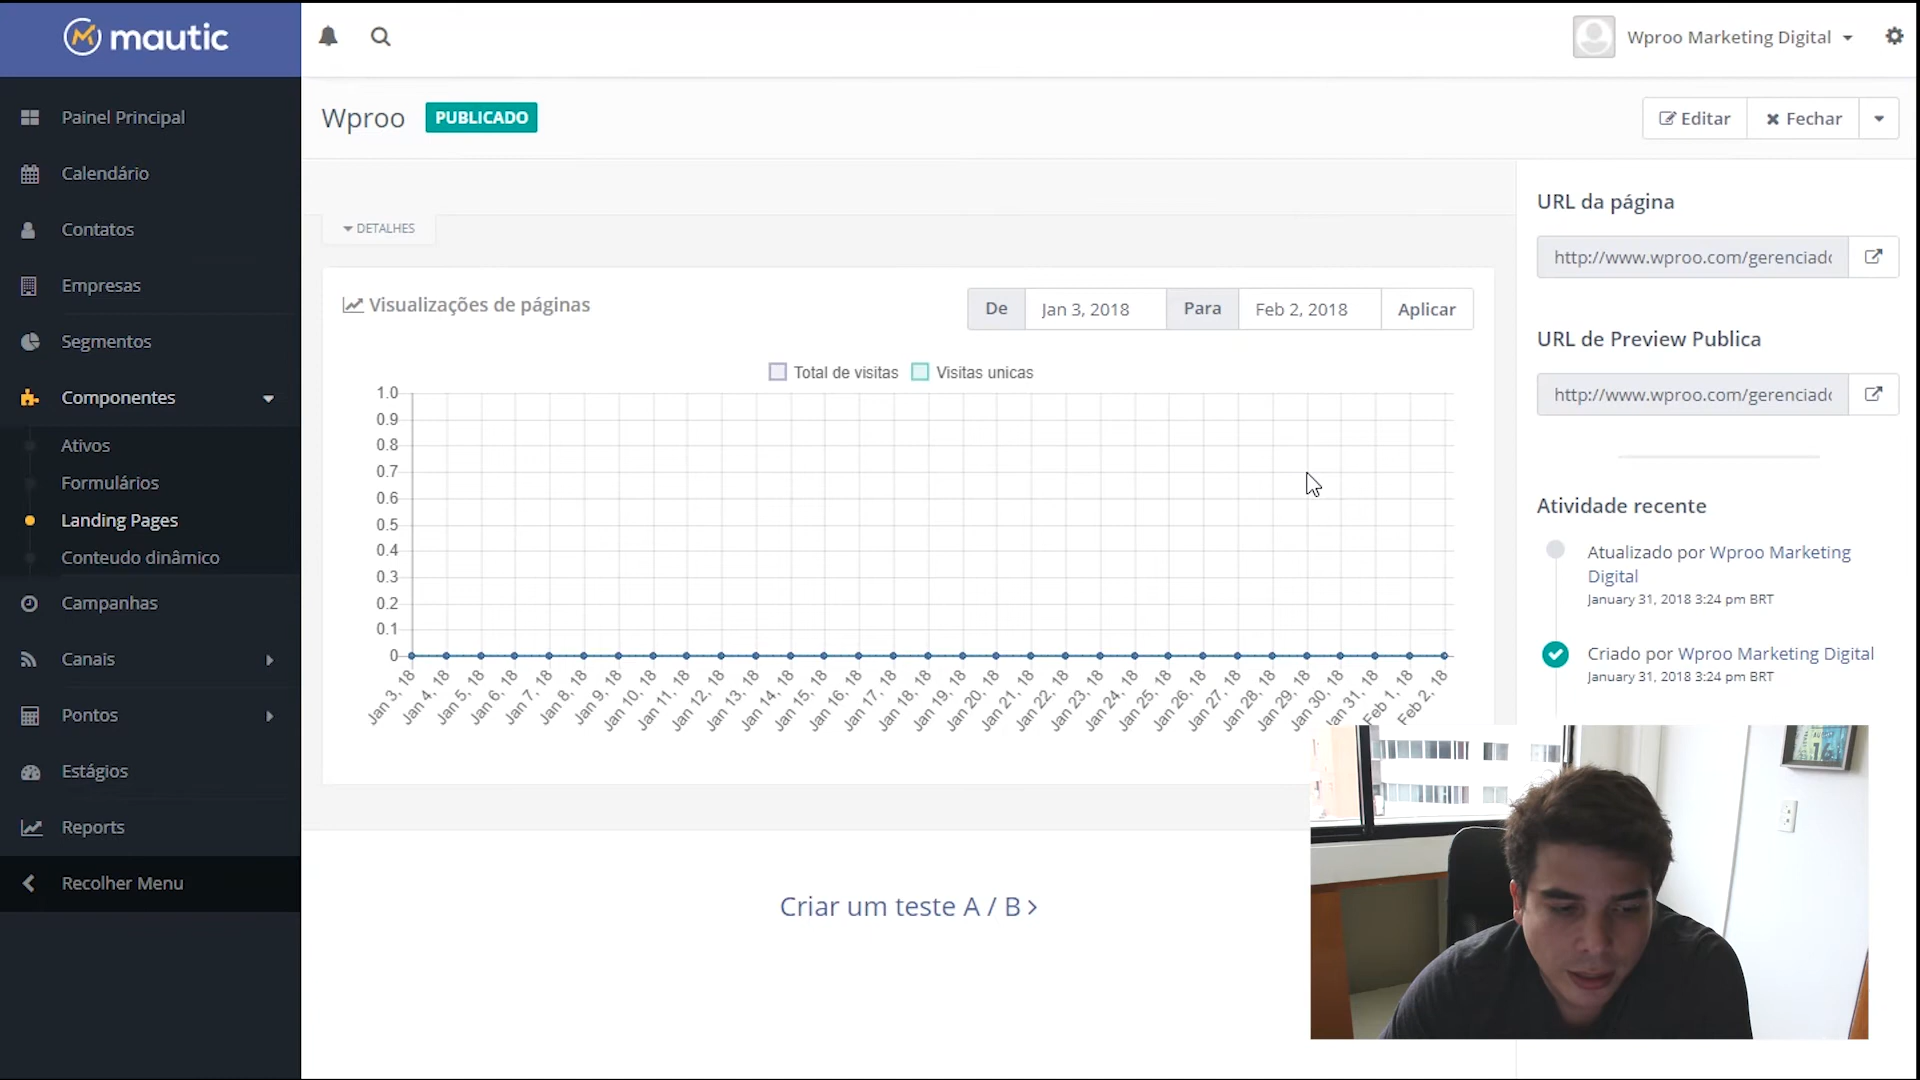 mautic
Wproo Marketing Digital
Painel Principal
Calendário
Contatos
Empresas
Segmentos
Componentes
Ativos
Formulários
Landing Pages
Conteudo dinâmico
Campanhas
Canais
Pontos
Estágios
Reports
Recolher Menu
Wproo PUBLICADO
Editar Fechar
DETALHES
Visualizações de páginas
De Jan 3, 2018 Para Feb 2, 2018 Aplicar
Total de visitas Visitas unicas
1.0
0.9
0.8
0.7
0.6
0.5
0.4
0.3
0.2
0.1
0
Jan 3, 18 Jan 4, 18 Jan 5, 18 Jan 6, 18 Jan 7, 18 Jan 8, 18 Jan 9, 18 Jan 10, 18 Jan 11, 18 Jan 12, 18 Jan 13, 18 Jan 14, 18 Jan 15, 18 Jan 16, 18 Jan 17, 18 Jan 18, 18 Jan 19, 18 Jan 20, 18 Jan 21, 18 Jan 22, 18 Jan 23, 18 Jan 24, 18 Jan 25, 18 Jan 26, 18 Jan 27, 18 Jan 28, 18 Jan 29, 18 Jan 30, 18 Jan 31, 18 Feb 1, 18 Feb 2, 18
Criar um teste A / B
URL da página
http://www.wproo.com/gerenciado
URL de Preview Publica
http://www.wproo.com/gerenciado
Atividade recente
Atualizado por Wproo Marketing
Digital
January 31, 2018 3:24 pm BRT
Criado por Wproo Marketing Digital
January 31, 2018 3:24 pm BRT